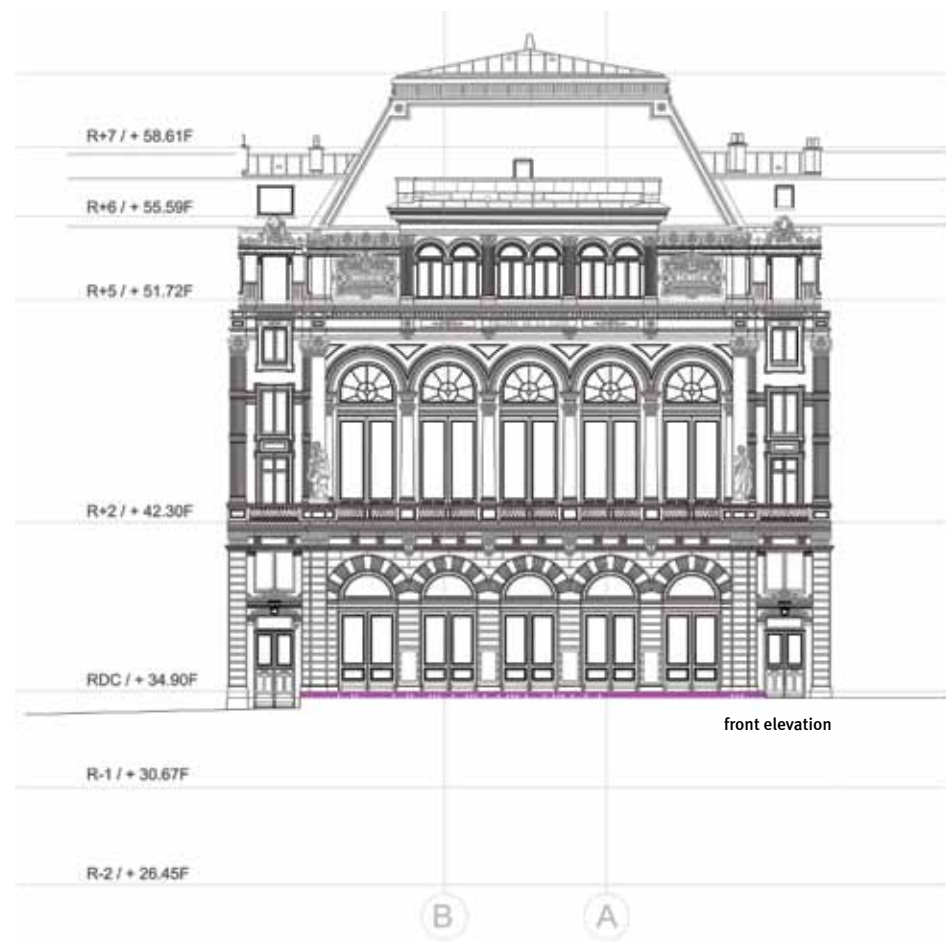 R+7 / + 58.61F
R+6 / + 55.59F
R+5 / + 51.72F
R+2 / + 42.30F
RDC / + 34.90F
front elevation
R-1 / + 30.67F
R-2 / + 26.45F
B
A